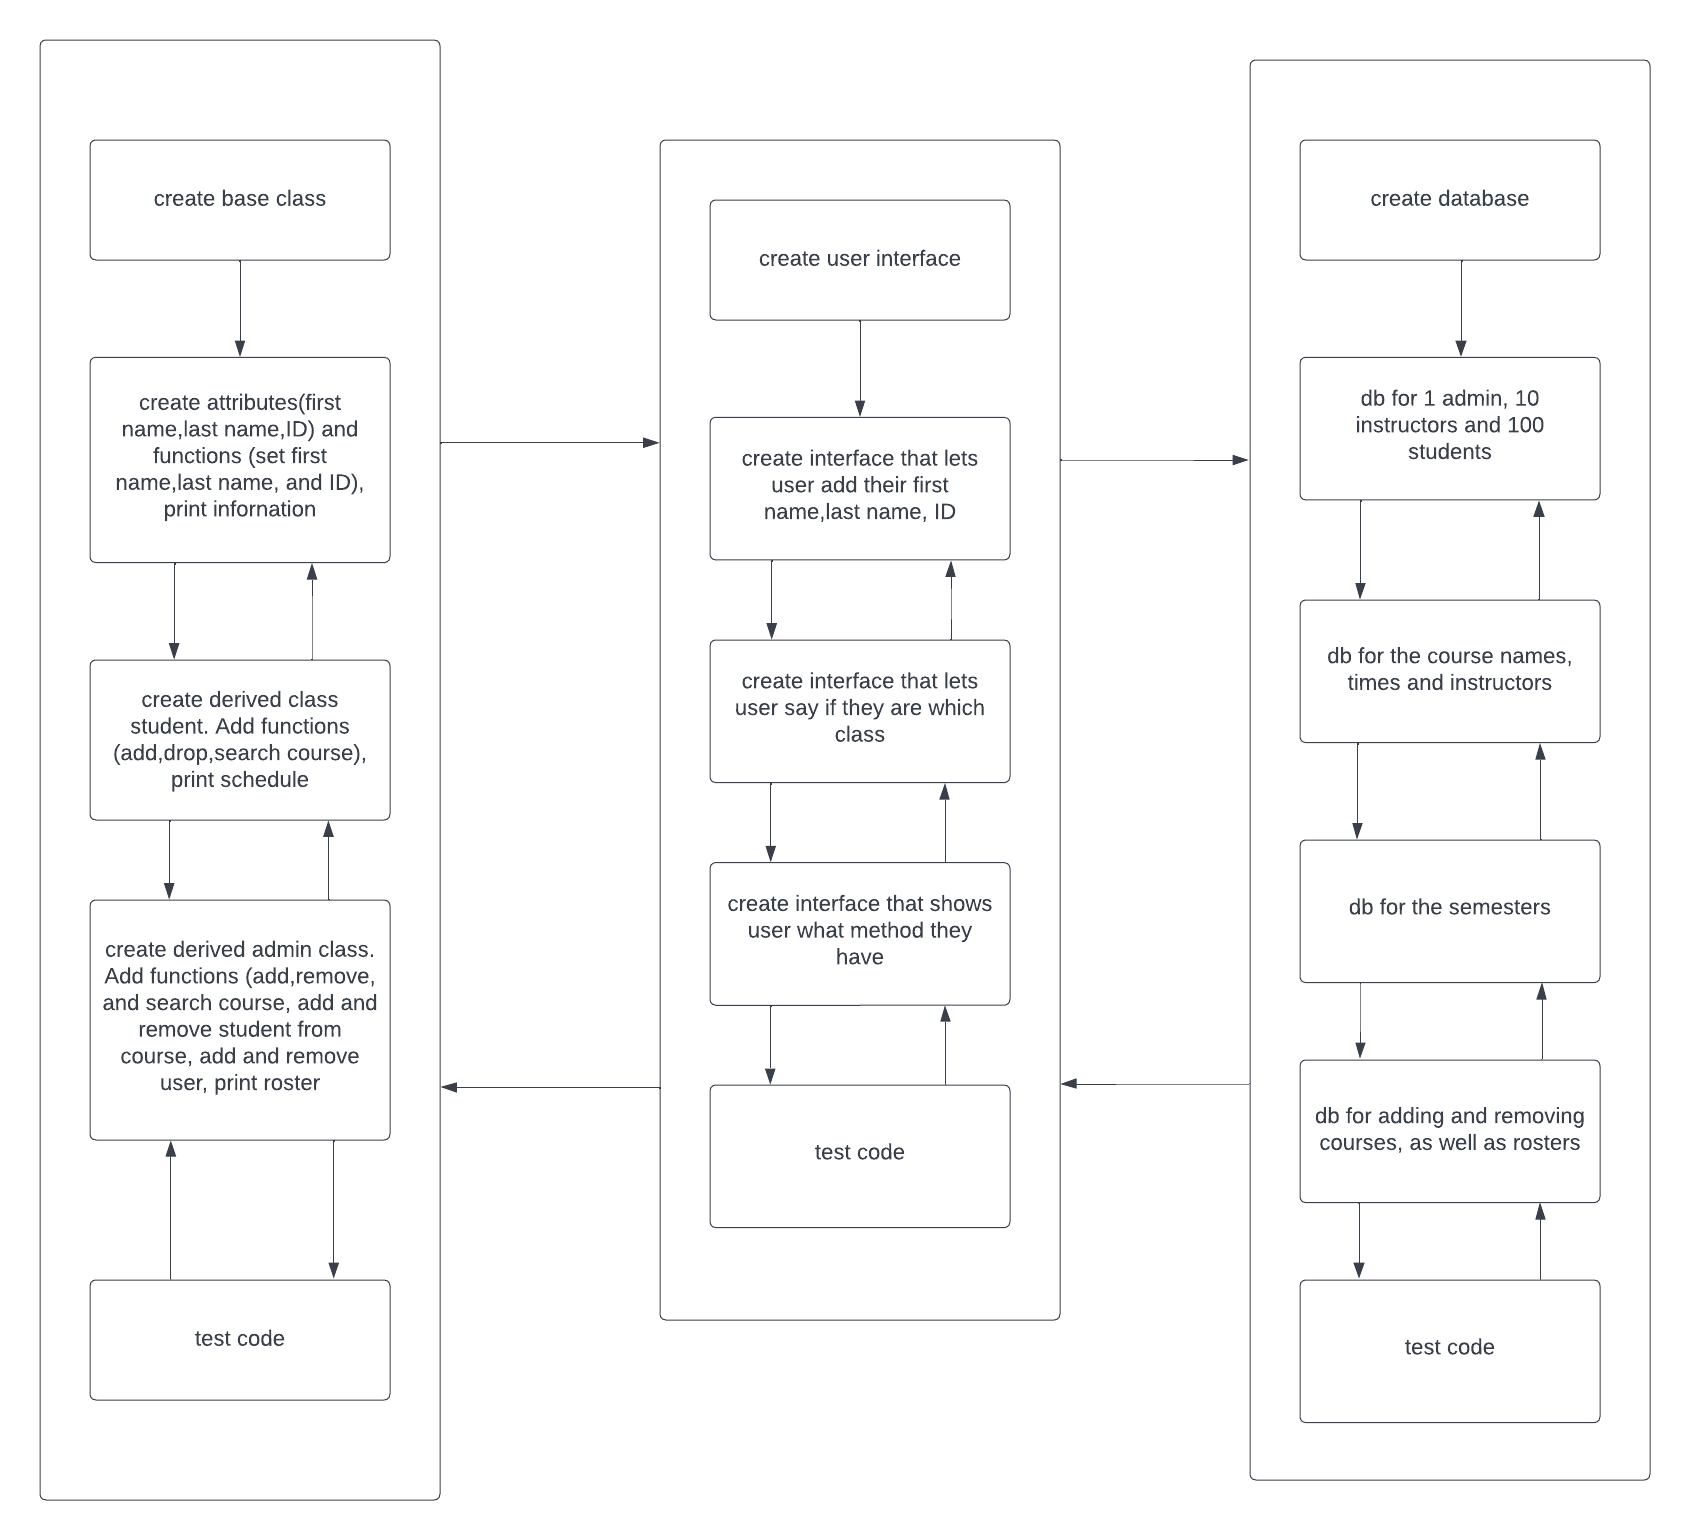 create base class
create attributes(first
name,last name,ID) and
functions (set first
name,last name, and ID),
print infornation
create derived class
student. Add functions
(add,drop,search course),
print schedule
create derived admin class.
Add functions (add,remove,
and search course, add and
remove student from
course, add and remove
user, print roster
test code
create user interface
create interface that lets
user add their first
name,last name, ID
create interface that lets
user say if they are which
class
create interface that shows
user what method they
have
test code
create database
db for 1 admin, 10
instructors and 100
students
db for the course names,
times and instructors
db for the semesters
db for adding and removing
courses, as well as rosters
test code